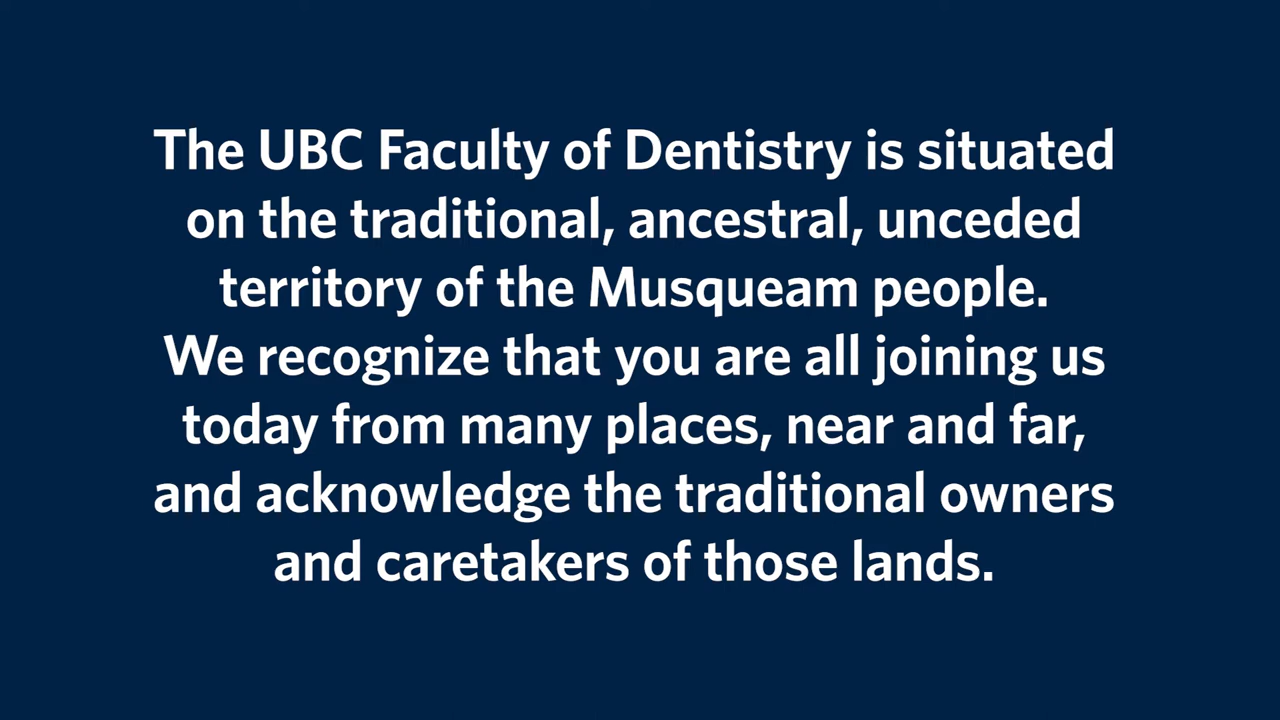 The UBC Faculty of Dentistry is situated
on the traditional, ancestral, unceded
territory of the Musqueam people.
We recognize that you are all joining us
today from many places, near and far,
and acknowledge the traditional owners
and caretakers of those lands.